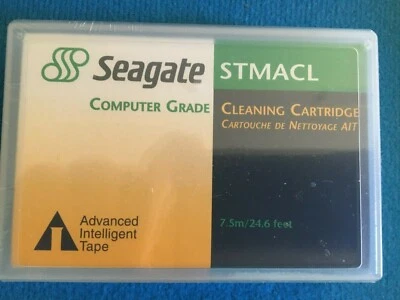 Seagate STMACL
COMPUTER GRADE CLEANING CARTRIDGE
CARTOUCHE DE NETTOYAGE AIT
7.5m/24.6 feet
Advanced
Intelligent
Tape